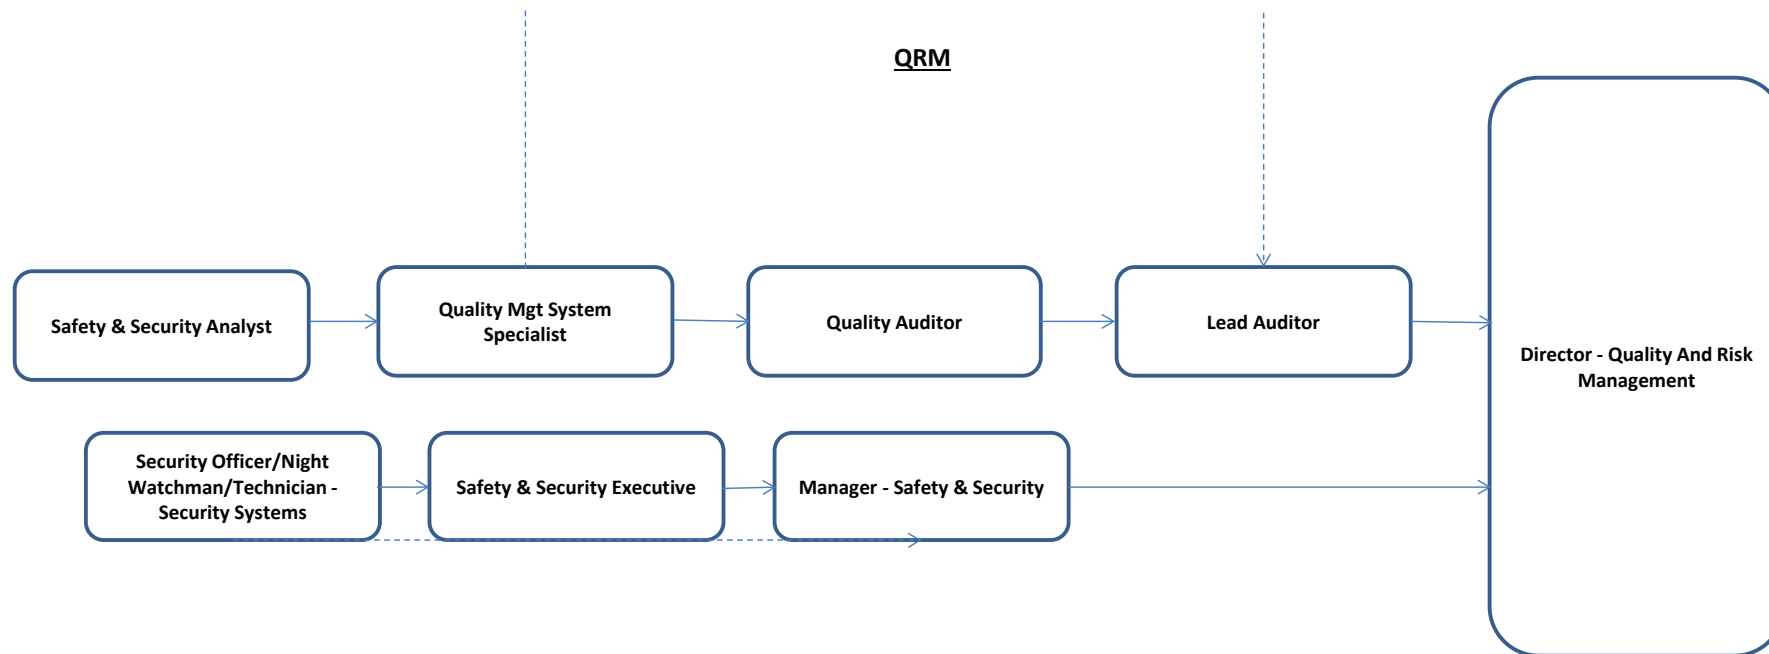 QRM
Safety & Security Analyst
Quality Mgt System
Specialist
Quality Auditor
Lead Auditor
Director - Quality And Risk
Management
Security Officer/Night
Watchman/Technician -
Security Systems
Safety & Security Executive
Manager - Safety & Security